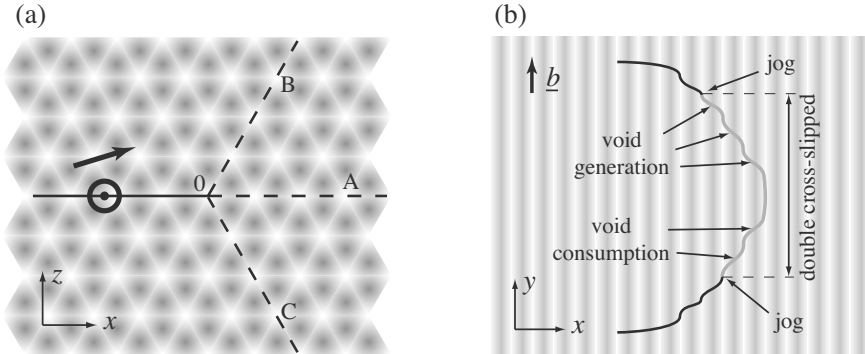 (a)
B
0
A
C
z
x
(b)
b
jog
void
generation
void
consumption
double cross-slipped
y
x
jog